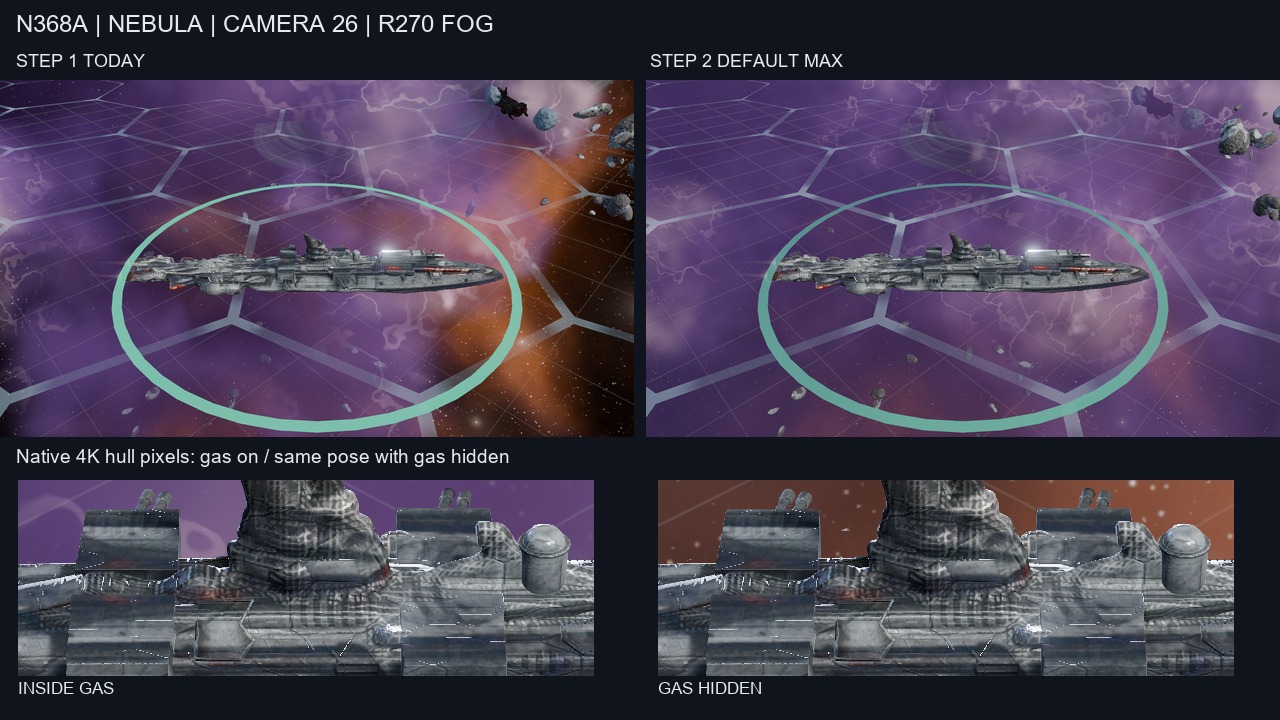 N368A | NEBULA | CAMERA 26 | R270 FOG
STEP 1 TODAY
STEP 2 DEFAULT MAX
Native 4K hull pixels: gas on / same pose with gas hidden
INSIDE GAS
GAS HIDDEN